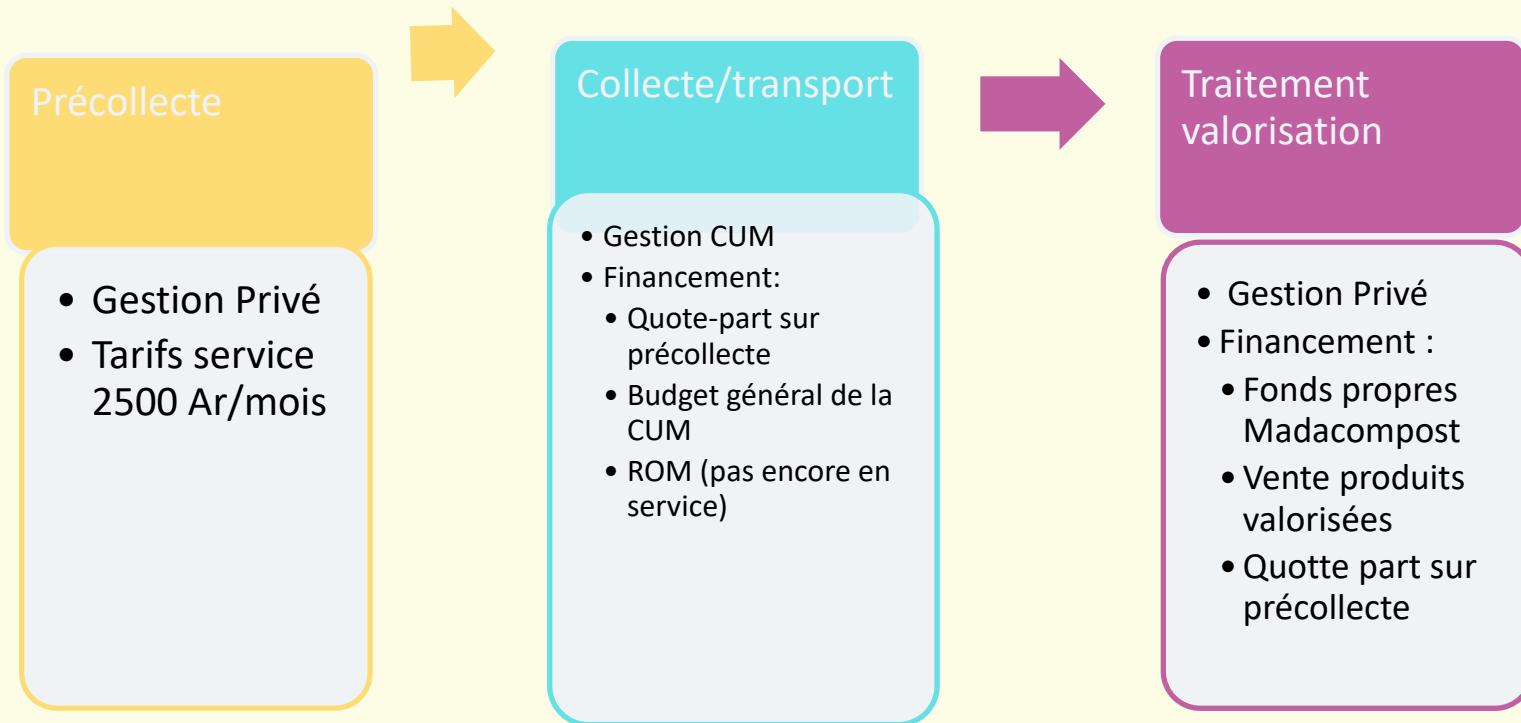 Précollecte
• Gestion Privé
• Tarifs service
2500 Ar/mois
Collecte/transport
• Gestion CUM
• Financement:
• Quote-part sur
précollecte
• Budget général de la
CUM
• ROM (pas encore en
service)
Traitement
valorisation
• Gestion Privé
• Financement :
• Fonds propres
Madacompost
• Vente produits
valorisées
• Quotte part sur
précollecte